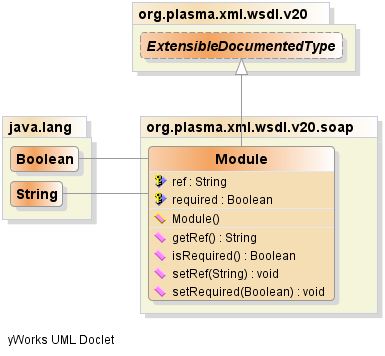 org.plasma.xml.wsdl.v20
ExtensibleDocumentedType
java.lang
Boolean
String
org.plasma.xml.wsdl.v20.soap
Module
ref : String
required : Boolean
Module()
getRef() : String
isRequired() : Boolean
setRef(String) : void
setRequired(Boolean) : void
yWorks UML Doclet